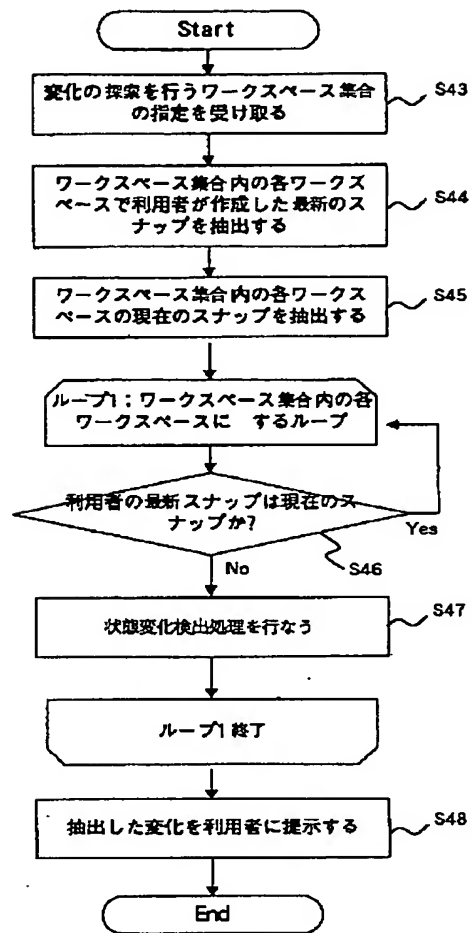 Start
変化の探索を行うワークスペース集合
の指定を受け取る
S43
ワークスペース集合内の各ワークス
ペースで利用者が作成した最新のス
ナップを抽出する
S44
ワークスペース集合内の各ワークス
ペースの現在のスナップを抽出する
S45
ループ1：ワークスペース集合内の各
ワークスペースに するループ
利用者の最新スナップは現在のス
ナップか?
Yes
S46
No
状態変化検出処理を行なう
S47
ループ1終了
抽出した変化を利用者に提示する
S48
End